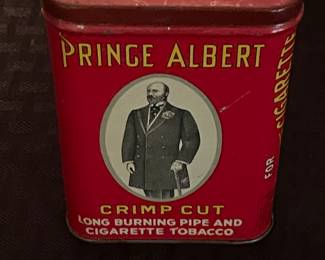 PRINCE ALBERT
CRIMP CUT
LONG BURNING PIPE AND
CIGARETTE TOBACCO
FOR
CIGARETTE